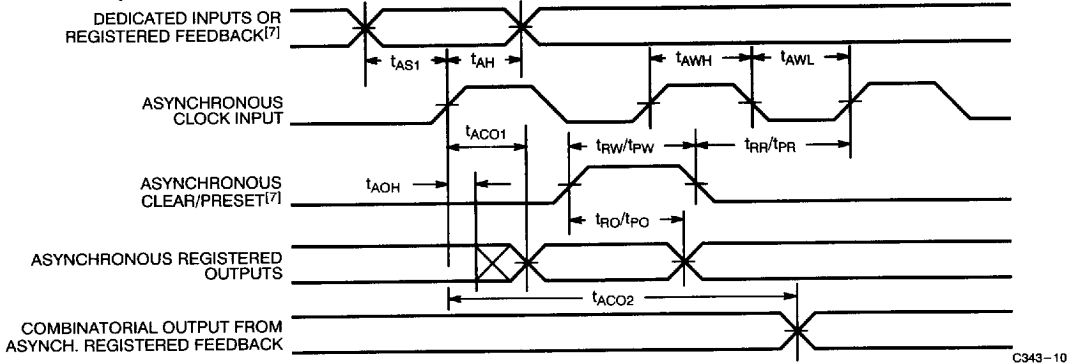 DEDICATED INPUTS OR
REGISTERED FEEDBACK[7]
tAS1
tAH
tAWH
tAWL
ASYNCHRONOUS
CLOCK INPUT
tACO1
tRW/tPW
tRR/tPR
ASYNCHRONOUS
CLEAR/PRESET[7]
tAOH
tRO/tPO
ASYNCHRONOUS REGISTERED
OUTPUTS
tACO2
COMBINATORIAL OUTPUT FROM
ASYNCH. REGISTERED FEEDBACK
C343–10